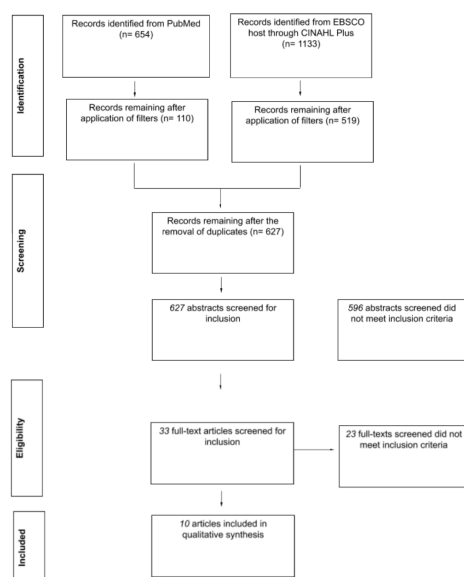 Identification
Records identified from PubMed
(n= 654)
Records identified from EBSCO
host through CINAHL Plus
(n= 1133)
Records remaining after
application of filters (n= 110)
Records remaining after
application of filters (n= 519)
Screening
Records remaining after the
removal of duplicates (n= 627)
627 abstracts screened for
inclusion
596 abstracts screened did
not meet inclusion criteria
Eligibility
33 full-text articles screened for
inclusion
23 full-texts screened did not
meet inclusion criteria
Included
10 articles included in
qualitative synthesis